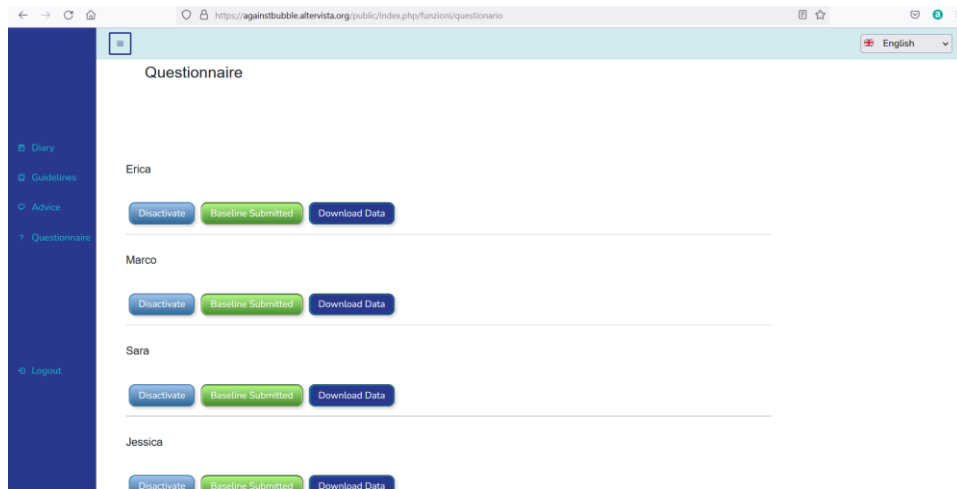 https://againstbubble.altervista.org/public/index.php/funzioni/questionario
English
Questionnaire
Diary
Guidelines
Advice
? Questionnaire
Logout
Erica
Disactivate Baseline Submitted Download Data
Marco
Disactivate Baseline Submitted Download Data
Sara
Disactivate Baseline Submitted Download Data
Jessica
Disactivate Baseline Submitted Download Data